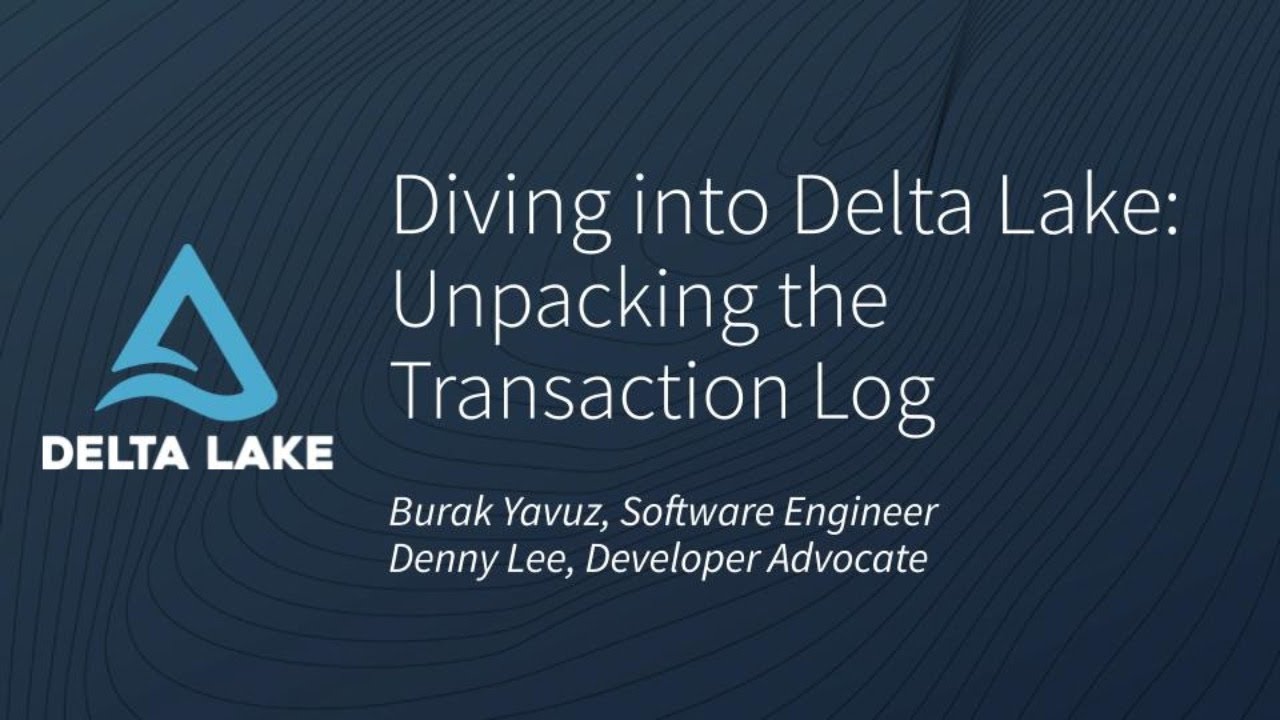 Diving into Delta Lake:
Unpacking the
Transaction Log
DELTA LAKE
Burak Yavuz, Software Engineer
Denny Lee, Developer Advocate